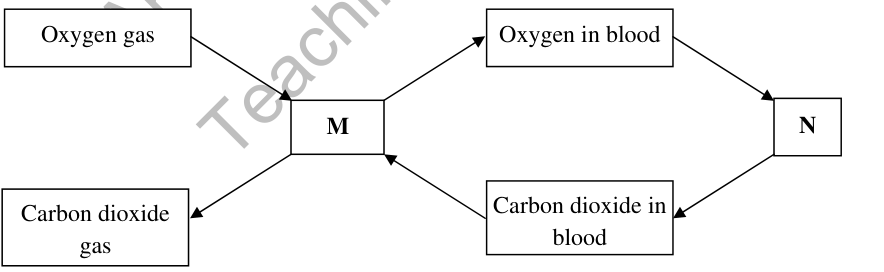 Oxygen gas
Oxygen in blood
M
N
Carbon dioxide
gas
Carbon dioxide in
blood